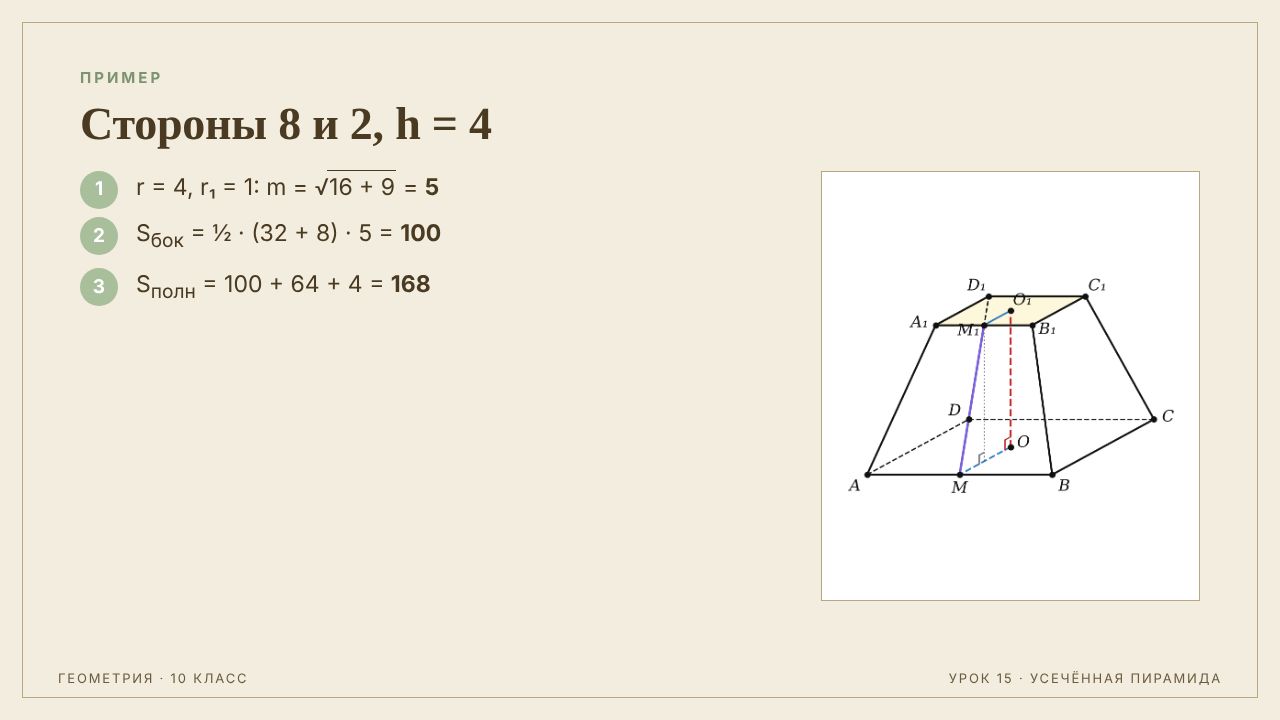 ПРИМЕР
Стороны 8 и 2, h = 4
1 r = 4, r₁ = 1: m = √16 + 9 = 5
2 Sбок = ½ · (32 + 8) · 5 = 100
3 Sполн = 100 + 64 + 4 = 168
D₁ C₁
O₁
A₁ M₁ B₁
D C
O
A M B
ГЕОМЕТРИЯ · 10 КЛАСС
УРОК 15 · УСЕЧЁННАЯ ПИРАМИДА